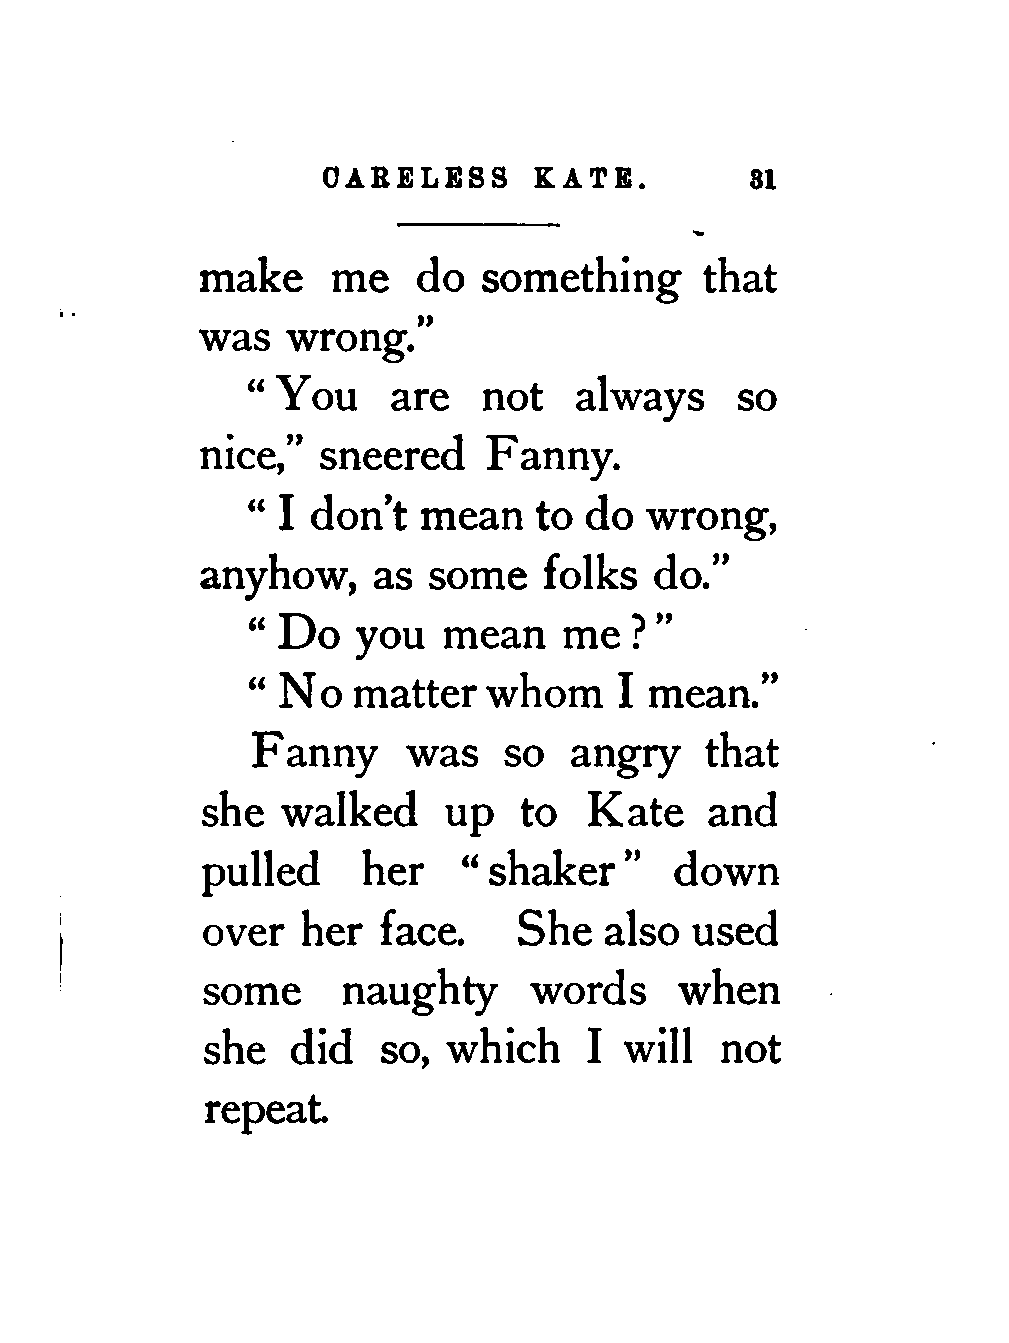 CARELESS KATE. 31
make me do something that
was wrong."
"You are not always so
nice," sneered Fanny.
"I don't mean to do wrong,
anyhow, as some folks do."
"Do you mean me?"
"No matter whom I mean."
Fanny was so angry that
she walked up to Kate and
pulled her "shaker" down
over her face. She also used
some naughty words when
she did so, which I will not
repeat.